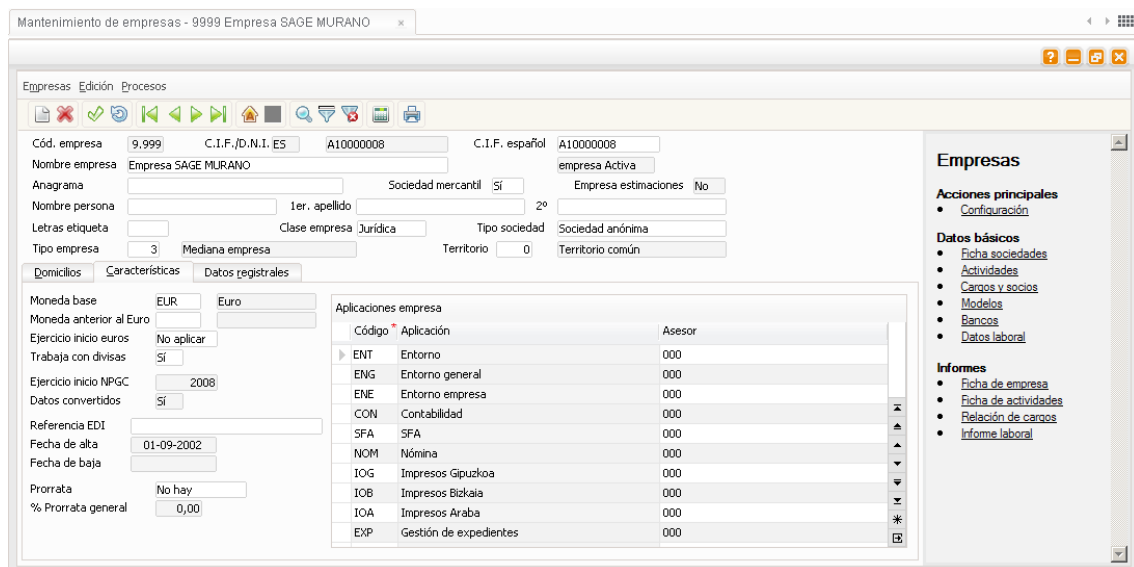 Mantenimiento de empresas - 9999 Empresa SAGE MURANO
Empresas Edición Procesos
Cód. empresa 9.999 C.I.F./D.N.I. ES A10000008 C.I.F. español A10000008
Nombre empresa Empresa SAGE MURANO empresa Activa
Anagrama Sociedad mercantil Sí Empresa estimaciones No
Nombre persona 1er. apellido 2º
Letras etiqueta Clase empresa Jurídica Tipo sociedad Sociedad anónima
Tipo empresa 3 Mediana empresa Territorio 0 Territorio común
Domicilios Características Datos registrales
Moneda base EUR Euro
Moneda anterior al Euro
Ejercicio inicio euros No aplicar
Trabaja con divisas Sí
Ejercicio inicio NPGC 2008
Datos convertidos Sí
Referencia EDI
Fecha de alta 01-09-2002
Fecha de baja
Prorrata No hay
% Prorrata general 0,00
Aplicaciones empresa
Código * Aplicación Asesor
ENT Entorno 000
ENG Entorno general 000
ENE Entorno empresa 000
CON Contabilidad 000
SFA SFA 000
NOM Nómina 000
IOG Impresos Gipuzkoa 000
IOB Impresos Bizkaia 000
IOA Impresos Araba 000
EXP Gestión de expedientes 000
Empresas
Acciones principales
• Configuración
Datos básicos
• Ficha sociedades
• Actividades
• Cargos y socios
• Modelos
• Bancos
• Datos laboral
Informes
• Ficha de empresa
• Ficha de actividades
• Relación de cargos
• Informe laboral